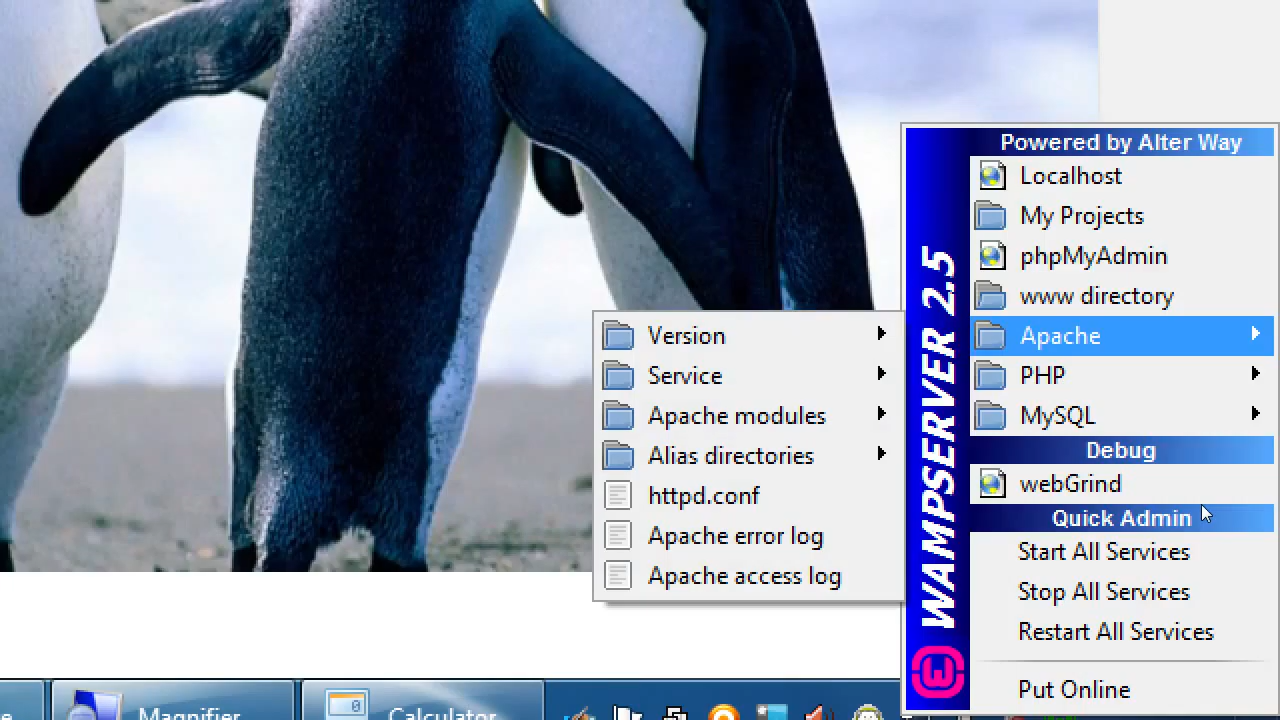 Powered by Alter Way
Localhost
My Projects
phpMyAdmin
www directory
Apache
PHP
MySQL
Debug
webGrind
Quick Admin
Start All Services
Stop All Services
Restart All Services
Put Online
WAMPSERVER 2.5
Version
Service
Apache modules
Alias directories
httpd.conf
Apache error log
Apache access log
Magnifier
Calculator